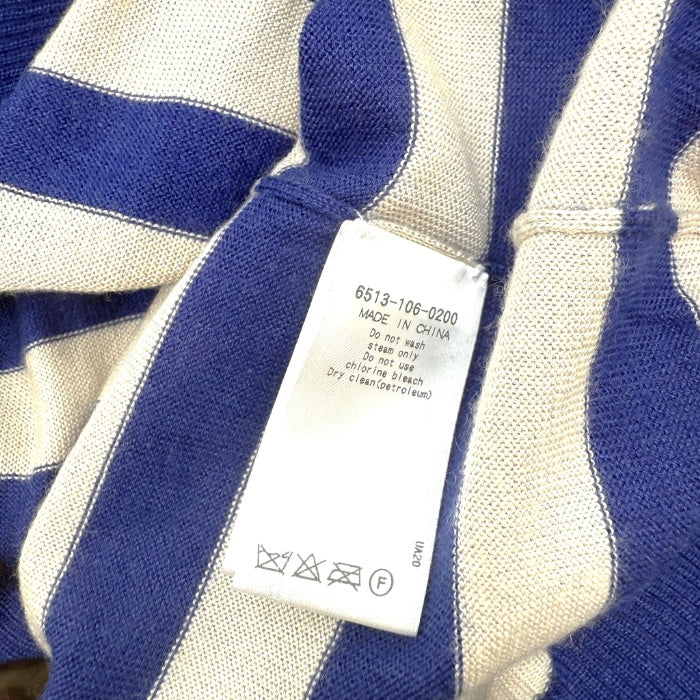 6513-106-0200
MADE IN CHINA
Do not wash
steam only
Do not use
chlorine bleach
Dry clean(petroleum)
UA20
F